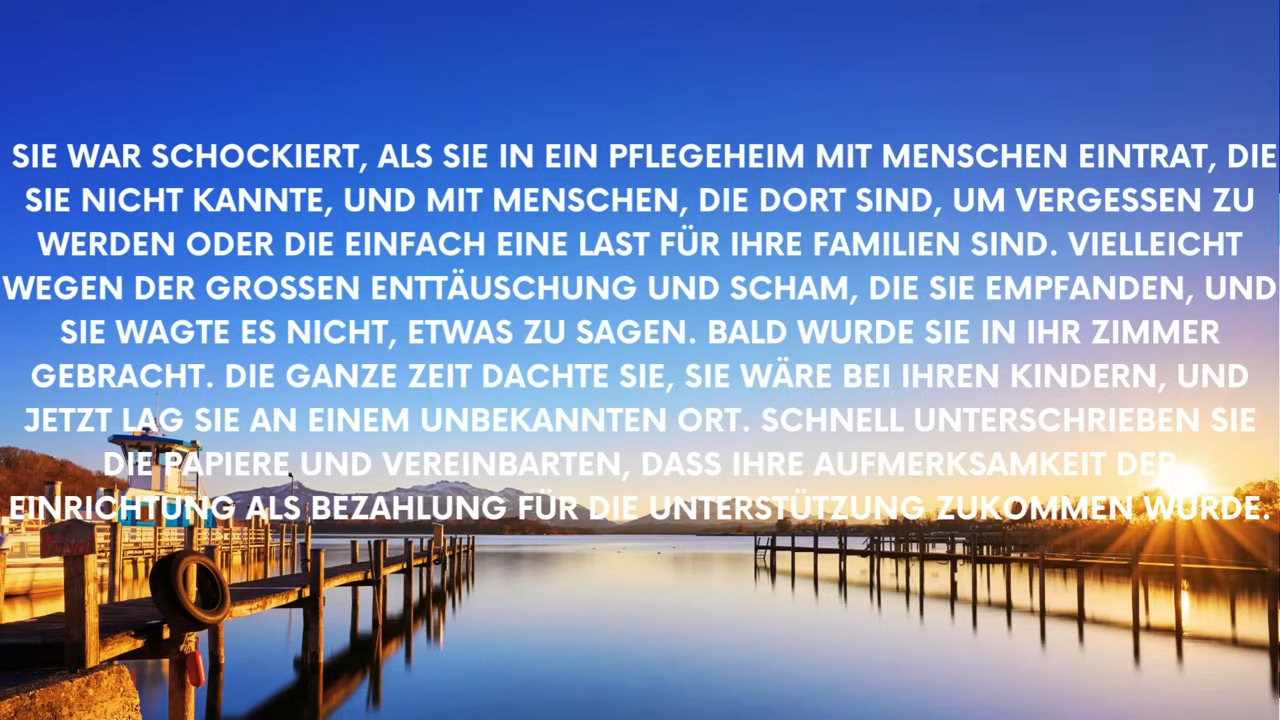 SIE WAR SCHOCKIERT, ALS SIE IN EIN PFLEGEHEIM MIT MENSCHEN EINTRAT, DIE
SIE NICHT KANNTE, UND MIT MENSCHEN, DIE DORT SIND, UM VERGESSEN ZU
WERDEN ODER DIE EINFACH EINE LAST FÜR IHRE FAMILIEN SIND. VIELLEICHT
WEGEN DER GROSSEN ENTTÄUSCHUNG UND SCHAM, DIE SIE EMPFANDEN, UND
SIE WAGTE ES NICHT, ETWAS ZU SAGEN. BALD WURDE SIE IN IHR ZIMMER
GEBRACHT. DIE GANZE ZEIT DACHTE SIE, SIE WÄRE BEI IHREN KINDERN, UND
JETZT LAG SIE AN EINEM UNBEKANNTEN ORT. SCHNELL UNTERSCHRIEBEN SIE
DIE PAPIERE UND VEREINBARTEN, DASS IHRE AUFMERKSAMKEIT DER
EINRICHTUNG ALS BEZAHLUNG FÜR DIE UNTERSTÜTZUNG ZUKOMMEN WÜRDE.